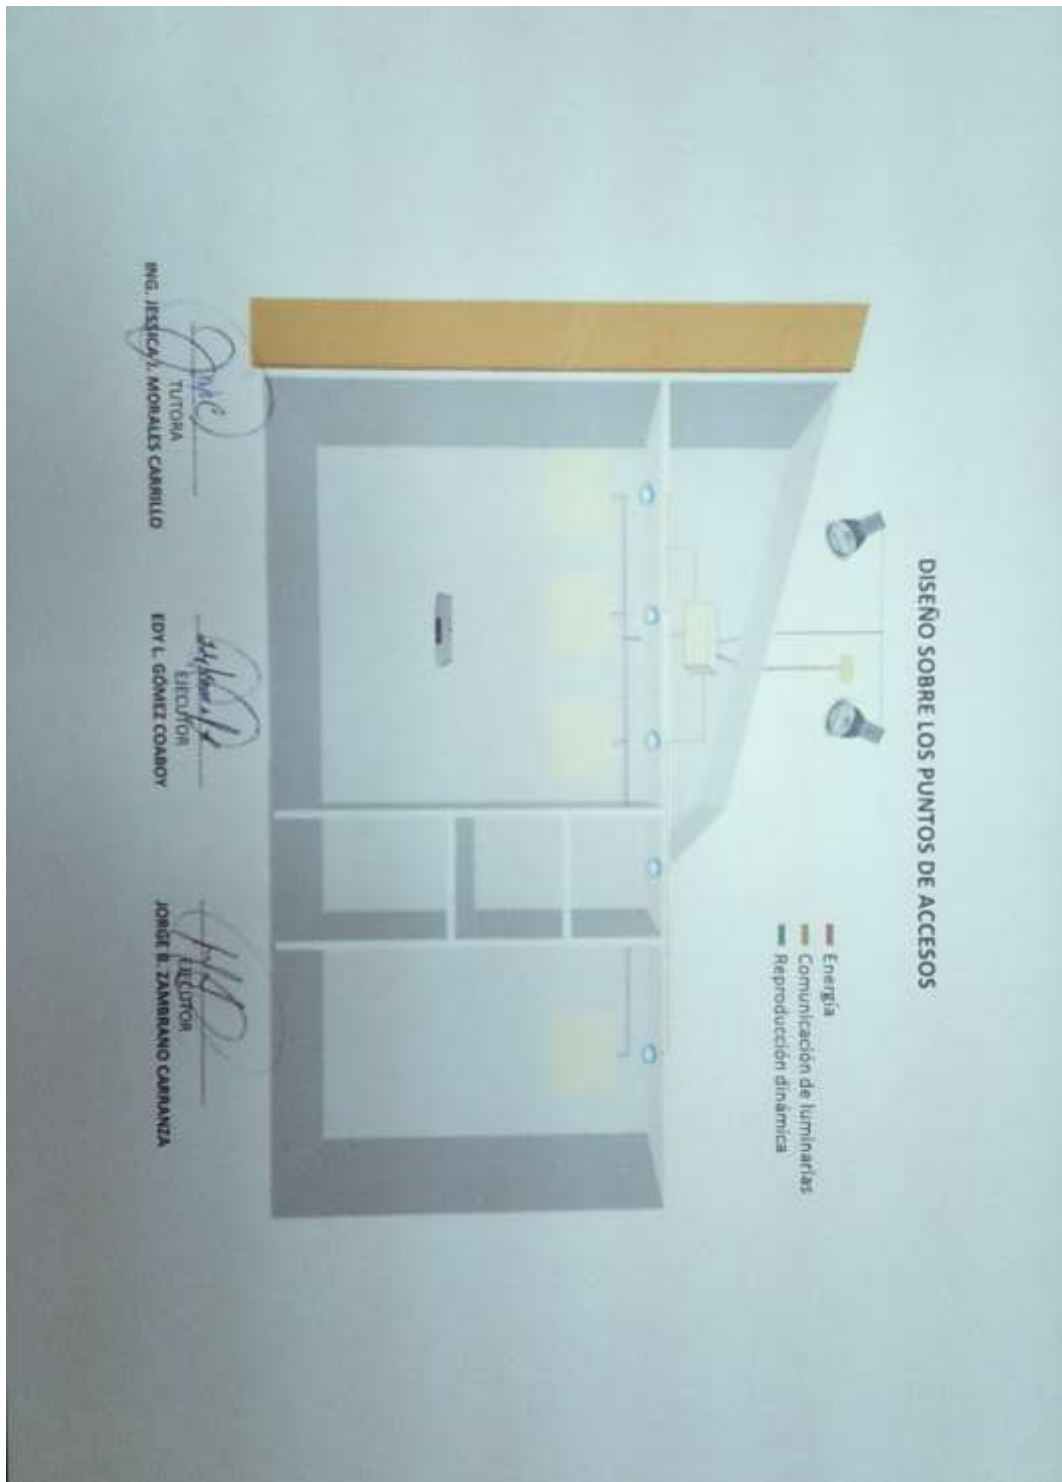 DISEÑO SOBRE LOS PUNTOS DE ACCESOS
Energía
Comunicación de luminarias
Reproducción dinámica
TUTORA
ING. JESSICA J. MORALES CARRILLO
EJECUTOR
EDY L. GÓMEZ COABOY
EJECUTOR
JORGE B. ZAMBRANO CARRANZA